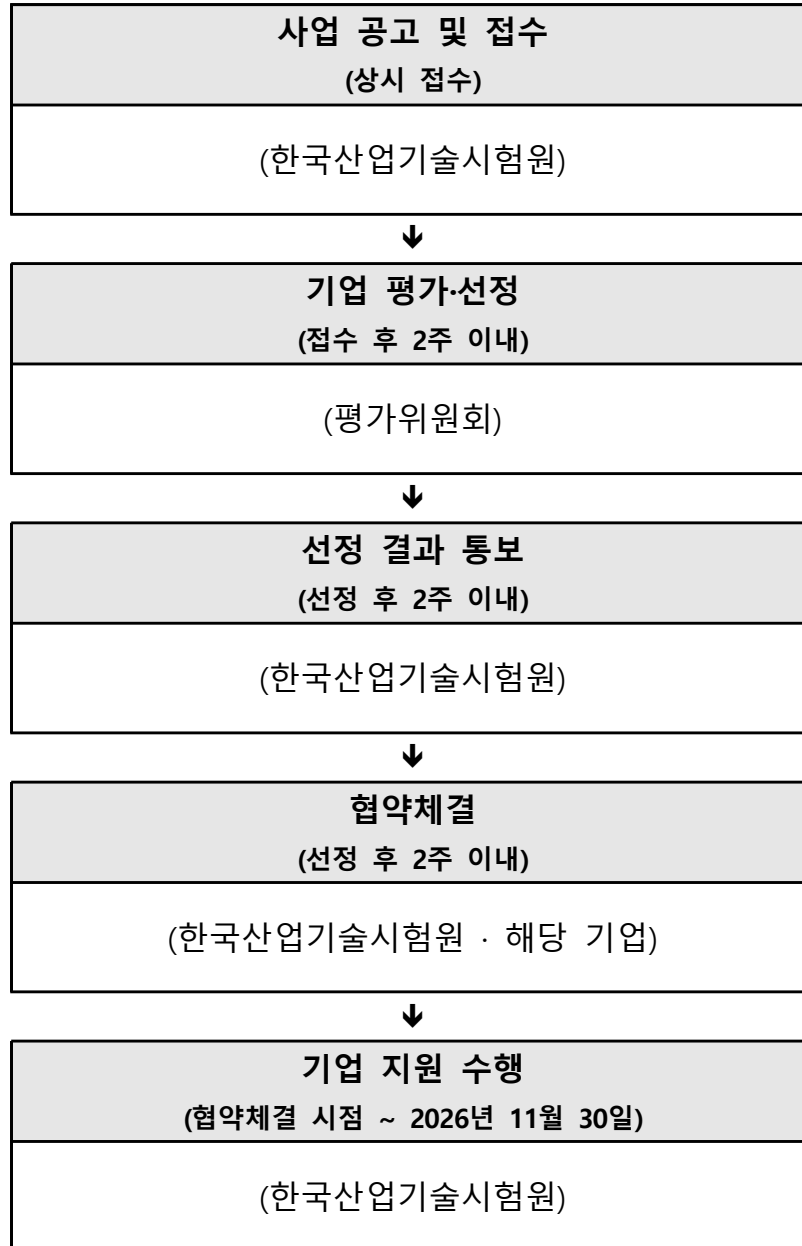 사업 공고 및 접수
(상시 접수)
(한국산업기술시험원)
↓
기업 평가·선정
(접수 후 2주 이내)
(평가위원회)
↓
선정 결과 통보
(선정 후 2주 이내)
(한국산업기술시험원)
↓
협약체결
(선정 후 2주 이내)
(한국산업기술시험원 · 해당 기업)
↓
기업 지원 수행
(협약체결 시점 ~ 2026년 11월 30일)
(한국산업기술시험원)